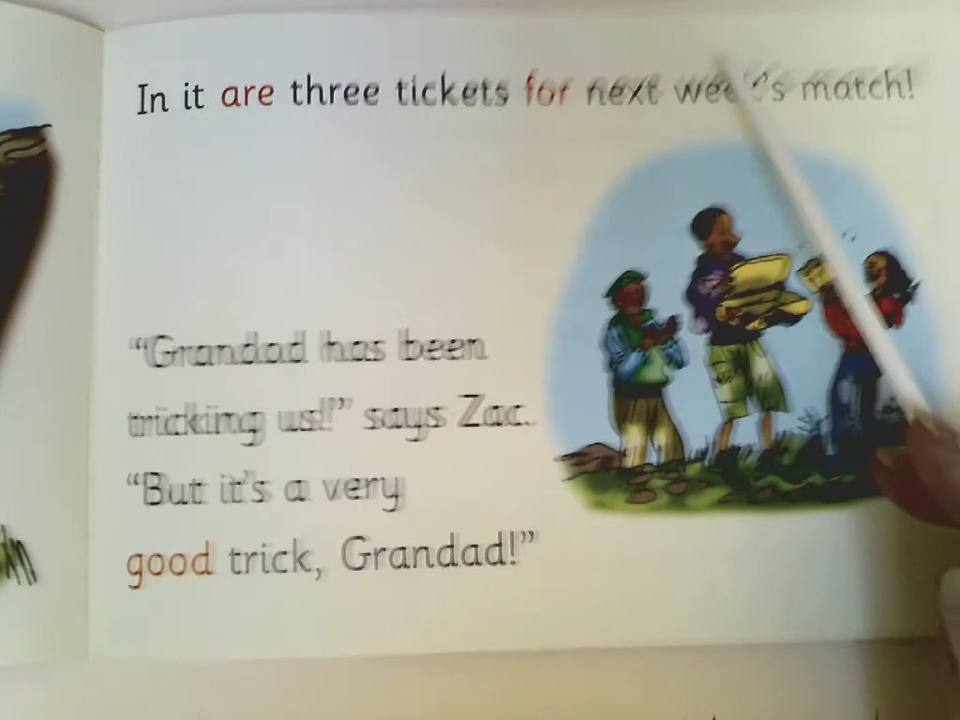 In it are three tickets for next week's match!
“Grandad has been
tricking us!” says Zac.
“But it's a very
good trick, Grandad!”